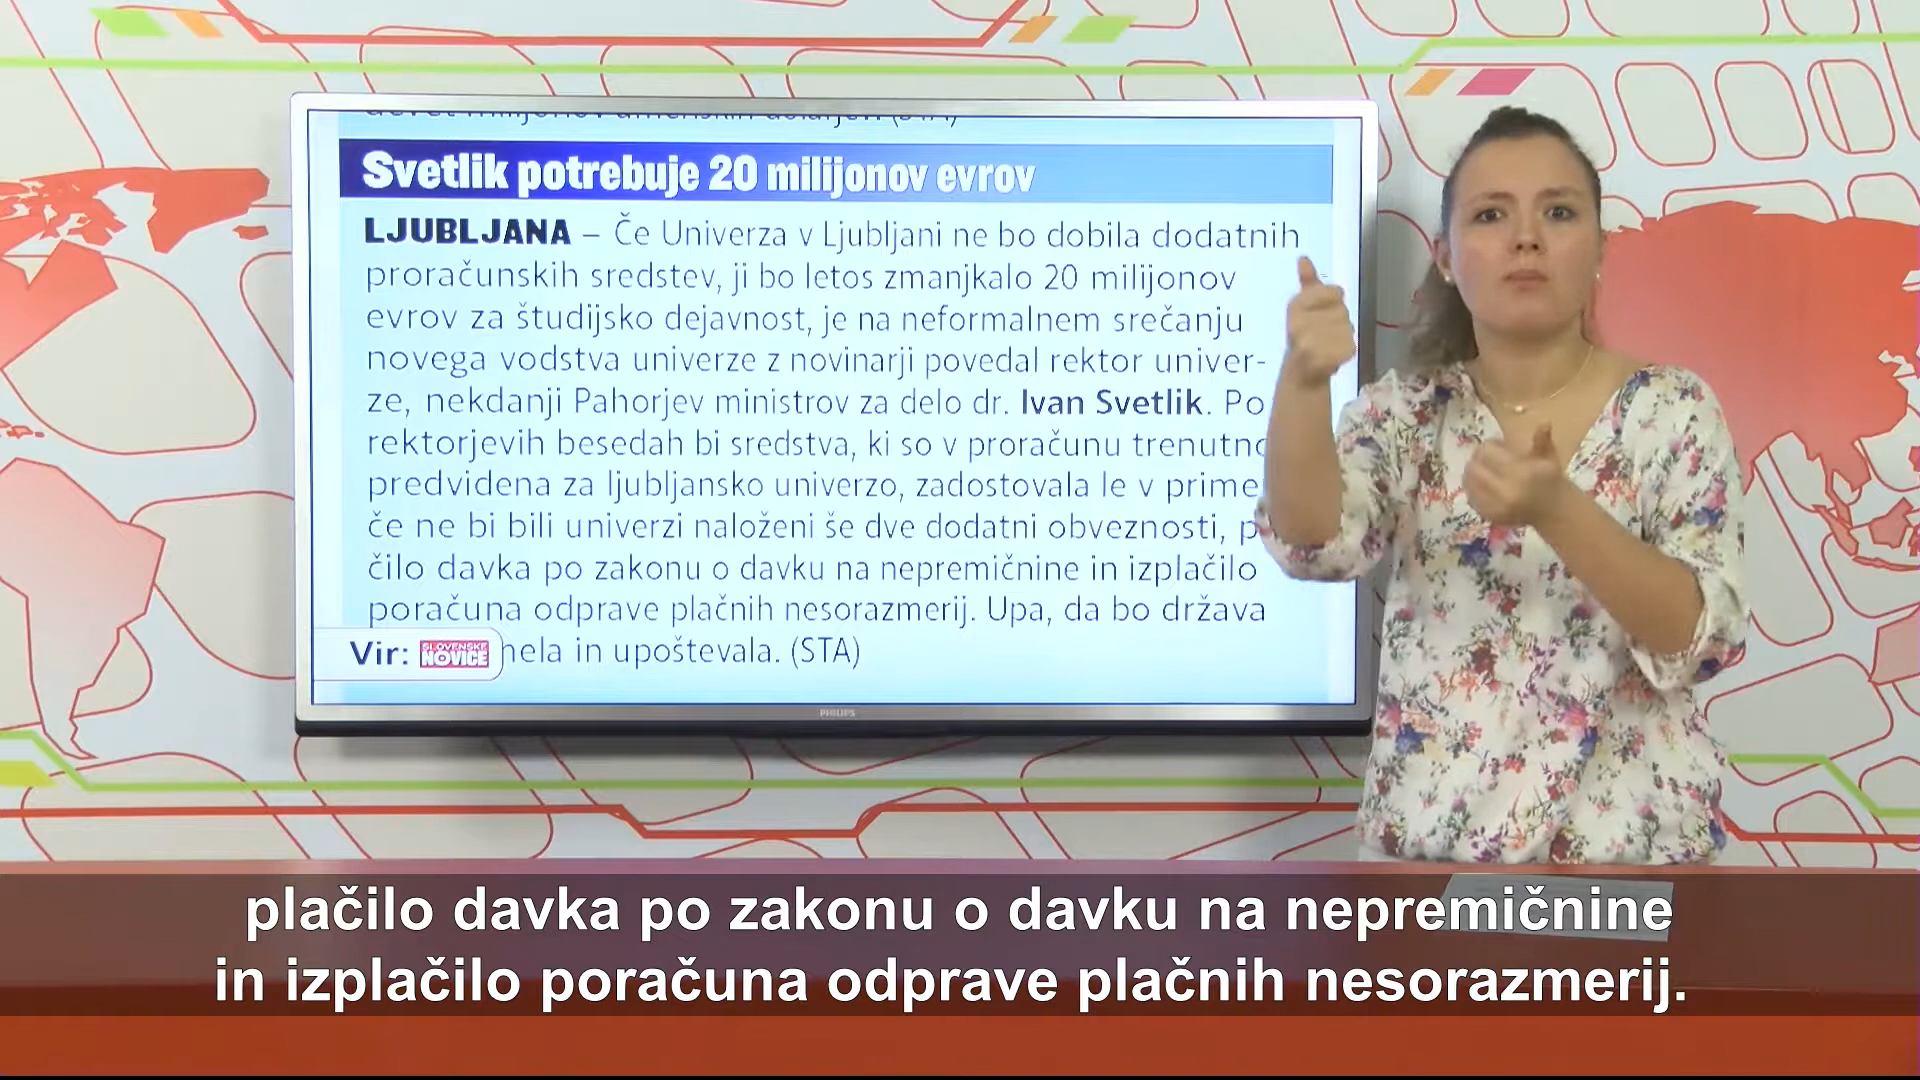 Svetlik potrebuje 20 milijonov evrov
LJUBLJANA – Če Univerza v Ljubljani ne bo dobila dodatnih
proračunskih sredstev, ji bo letos zmanjkalo 20 milijonov
evrov za študijsko dejavnost, je na neformalnem srečanju
novega vodstva univerze z novinarji povedal rektor univer-
ze, nekdanji Pahorjev ministrov za delo dr. Ivan Svetlik. Po
rektorjevih besedah bi sredstva, ki so v proračunu trenutno
predvidena za ljubljansko univerzo, zadostovala le v prime
če ne bi bili univerzi naloženi še dve dodatni obveznosti, p
čilo davka po zakonu o davku na nepremičnine in izplačilo
poračuna odprave plačnih nesorazmerij. Upa, da bo država
Vir: SLOVENSKE NOVICE hela in upoštevala. (STA)
PHILIPS
plačilo davka po zakonu o davku na nepremičnine
in izplačilo poračuna odprave plačnih nesorazmerij.